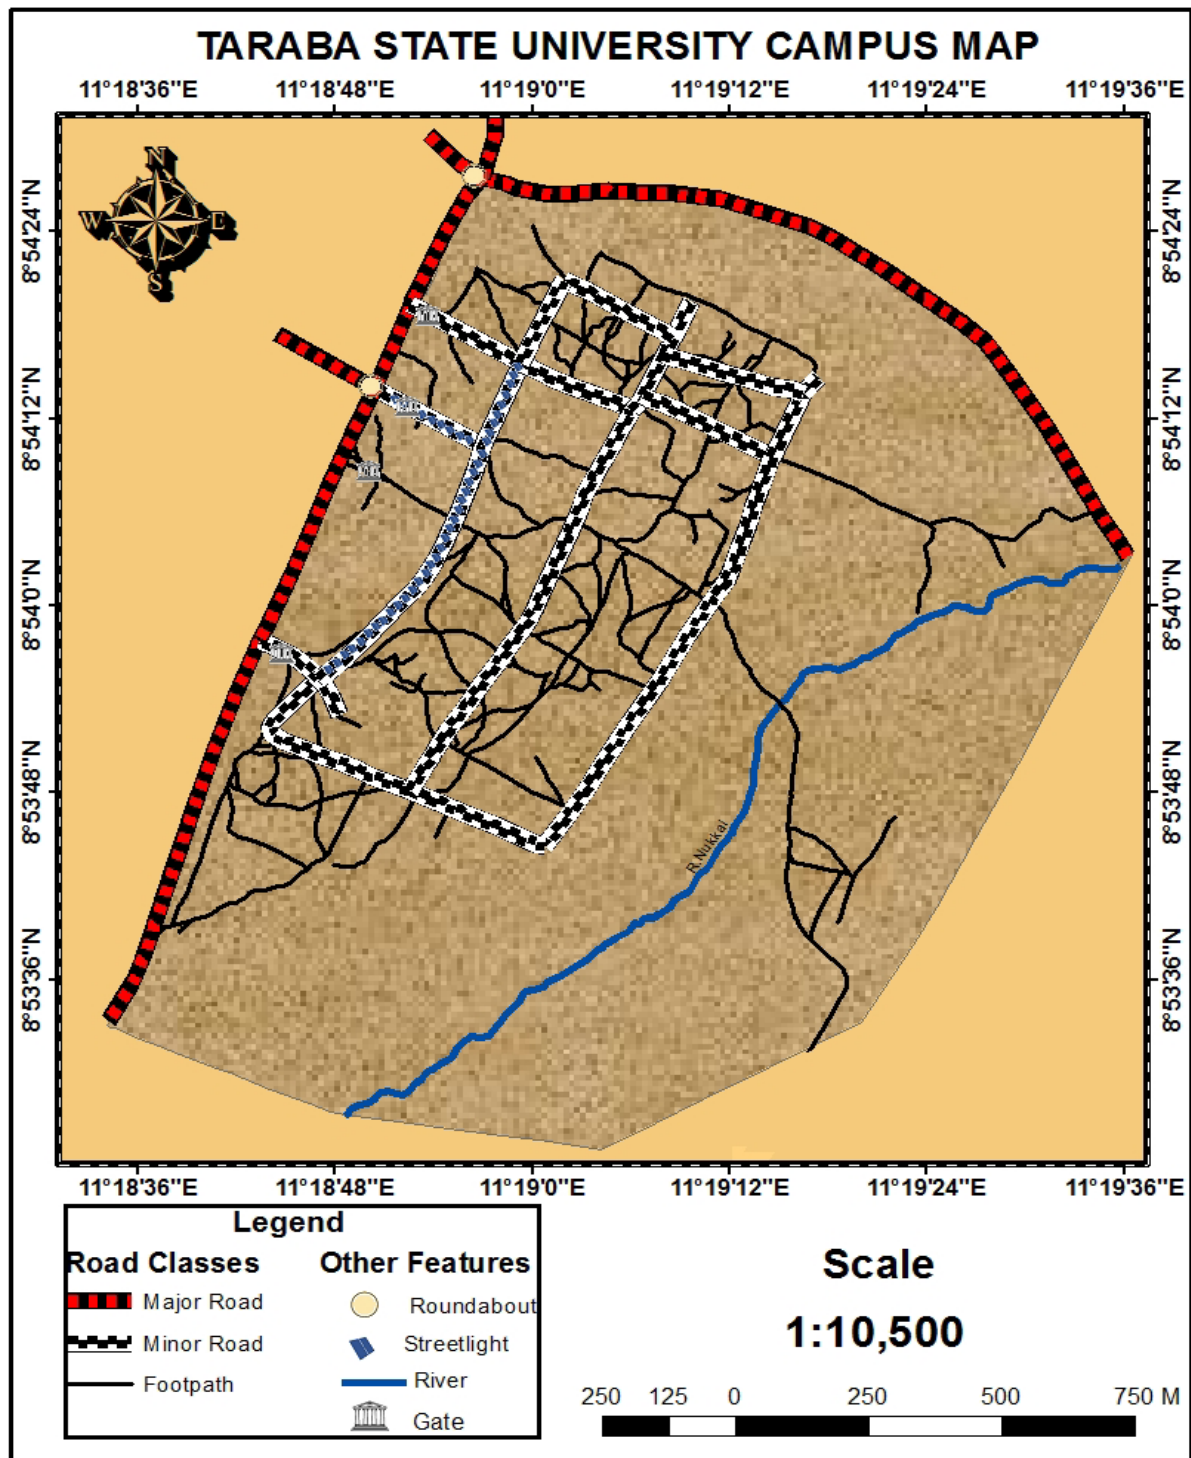 TARABA STATE UNIVERSITY CAMPUS MAP
11°18'36"E 11°18'48"E 11°19'0"E 11°19'12"E 11°19'24"E 11°19'36"E
N
W E
S
8°54'24"N 8°54'24"N
8°54'12"N 8°54'12"N
8°54'0"N 8°54'0"N
8°53'48"N 8°53'48"N
R.Nukkai
8°53'36"N 8°53'36"N
11°18'36"E 11°18'48"E 11°19'0"E 11°19'12"E 11°19'24"E 11°19'36"E
Legend
Road Classes
Major Road
Minor Road
Footpath
Other Features
Roundabout
Streetlight
River
Gate
Scale
1:10,500
250 125 0 250 500 750 M